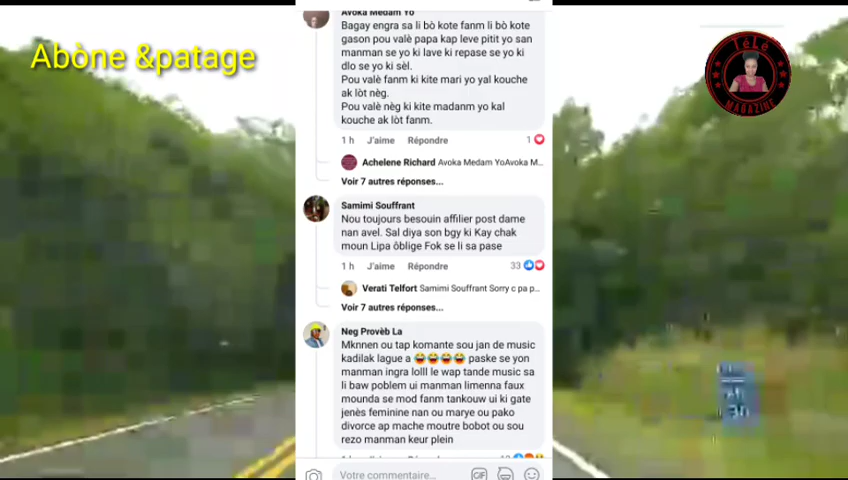 Abòne &patage
TéLé
MAGAZINE
Avoka Medam Yo
Bagay engra sa li bò kote fanm li bò kote
gason pou valè papa kap leve pitit yo san
manman se yo ki lave ki repase se yo ki
dlo se yo ki sèl.
Pou valè fanm ki kite mari yo yal kouche
ak lòt nèg.
Pou valè nèg ki kite madanm yo kal
kouche ak lòt fanm.
1 h J'aime Répondre 1
Achelene Richard Avoka Medam YoAvoka M...
Voir 7 autres réponses...
Samimi Souffrant
Nou toujours besouin affilier post dame
nan avel. Sal diya son bgy ki Kay chak
moun Lipa ôblige Fok se li sa pase
1 h J'aime Répondre 33
Verati Telfort Samimi Souffrant Sorry c pa p...
Voir 7 autres réponses...
Neg Provèb La
Mknnen ou tap komante sou jan de music
kadilak lague a 😂😂😂😂 paske se yon
manman ingra lolll le wap tande music sa
li baw poblem ui manman limenna faux
mounda se mod fanm tankouw ui ki gate
jenès feminine nan ou marye ou pako
divorce ap mache moutre bobot ou sou
rezo manman keur plein
Votre commentaire...
GIF